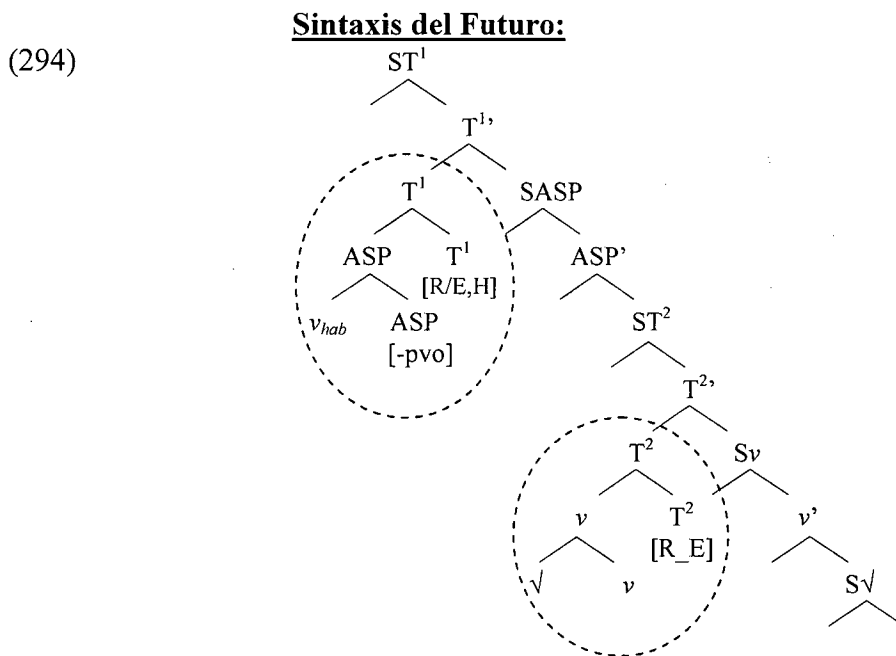 Sintaxis del Futuro:
(294)
ST¹
T¹’
T¹ SASP
ASP T¹ ASP’
[R/E,H]
v_hab ASP ST²
[-pvo]
T²’
T² Sv
v T² v’
[R_E]
√ v S√